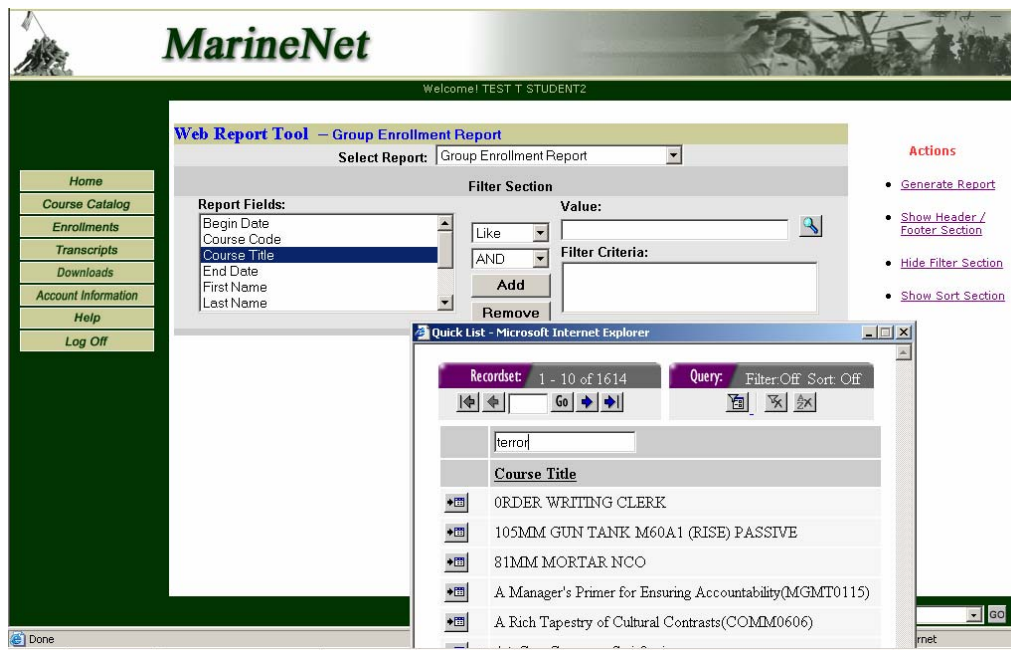 MarineNet
Welcome! TEST T STUDENT2
Home
Course Catalog
Enrollments
Transcripts
Downloads
Account Information
Help
Log Off
Web Report Tool – Group Enrollment Report
Select Report: Group Enrollment Report
Filter Section
Report Fields:
Begin Date
Course Code
Course Title
End Date
First Name
Last Name
Like
AND
Add
Remove
Value:
Filter Criteria:
Actions
Generate Report
Show Header /
Footer Section
Hide Filter Section
Show Sort Section
Quick List - Microsoft Internet Explorer
Recordset: 1 - 10 of 1614
Query: Filter:Off Sort: Off
Go
terror
Course Title
0RDER WRITING CLERK
105MM GUN TANK M60A1 (RISE) PASSIVE
81MM MORTAR NCO
A Manager's Primer for Ensuring Accountability(MGMT0115)
A Rich Tapestry of Cultural Contrasts(COMM0606)
GO
Done
rnet